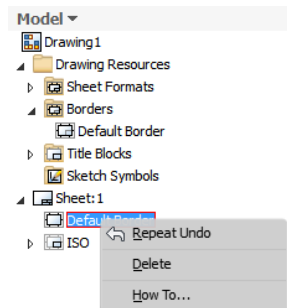 Model
Drawing1
Drawing Resources
Sheet Formats
Borders
Default Border
Title Blocks
Sketch Symbols
Sheet:1
Default Border
ISO
Repeat Undo
Delete
How To...